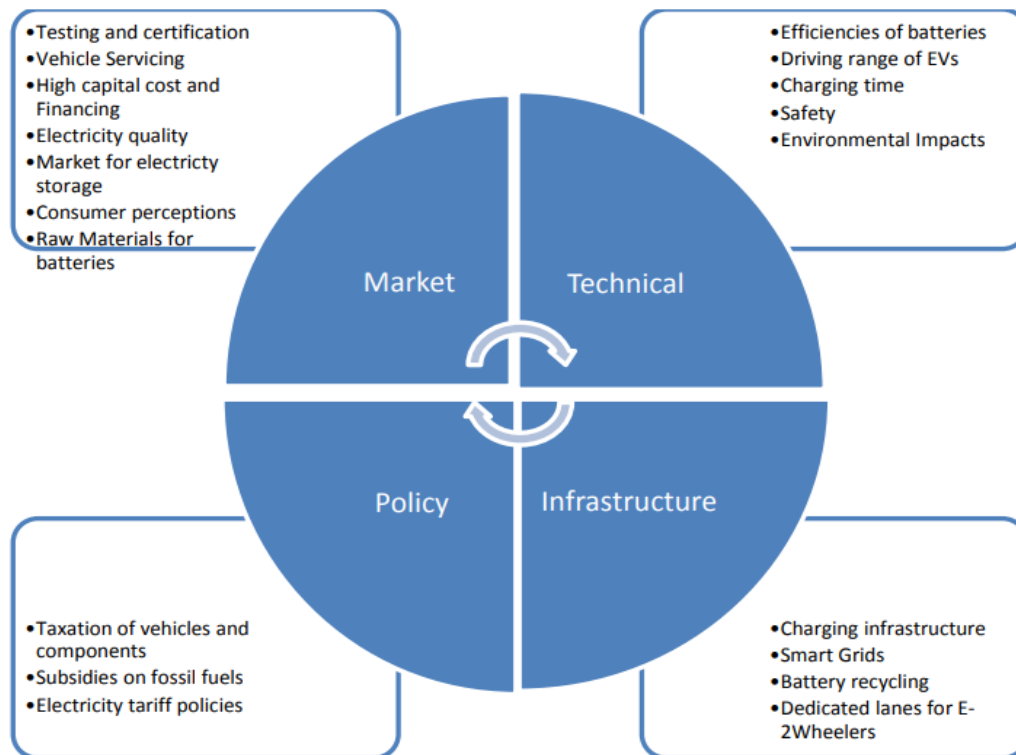 •Testing and certification
•Vehicle Servicing
•High capital cost and
Financing
•Electricity quality
•Market for electricty
storage
•Consumer perceptions
•Raw Materials for
batteries
•Efficiencies of batteries
•Driving range of EVs
•Charging time
•Safety
•Environmental Impacts
Market
Technical
Policy
Infrastructure
•Taxation of vehicles and
components
•Subsidies on fossil fuels
•Electricity tariff policies
•Charging infrastructure
•Smart Grids
•Battery recycling
•Dedicated lanes for E-
2Wheelers